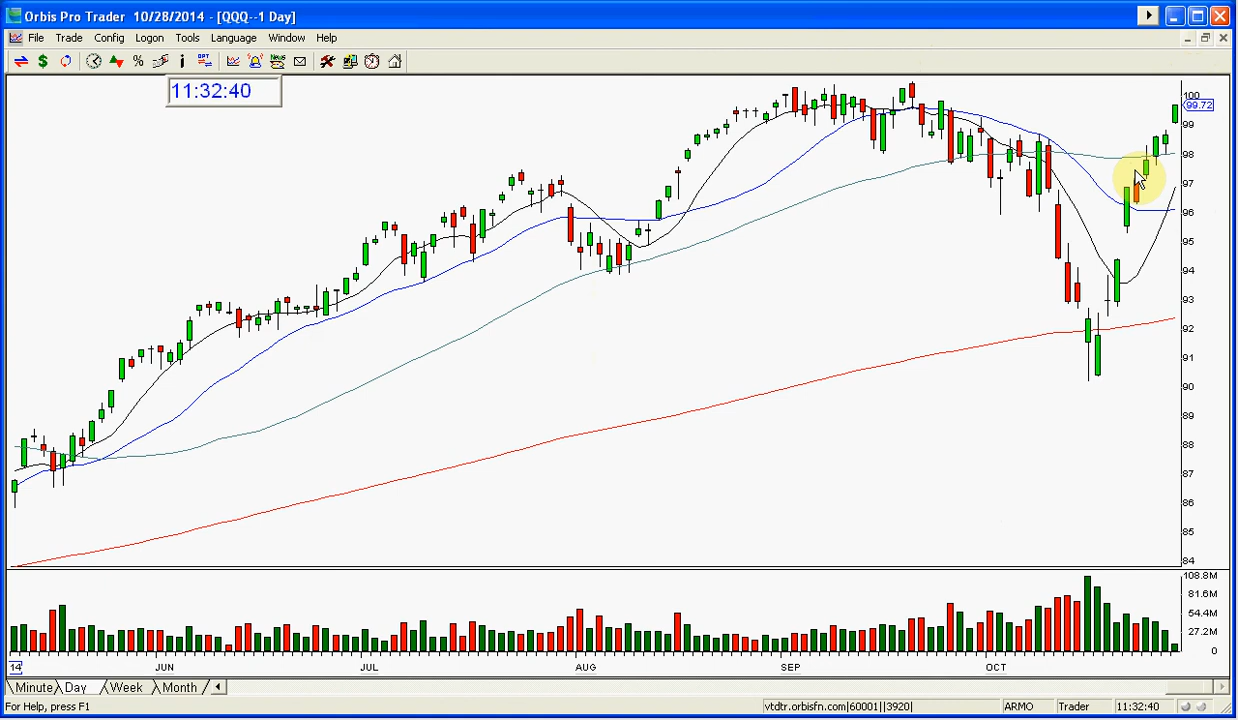 Orbis Pro Trader 10/28/2014 - [QQQ--1 Day]
File Trade Config Logon Tools Language Window Help
$ % i OPT News
11:32:40
100
99.72
99
98
97
96
95
94
93
92
91
90
89
88
87
86
85
84
108.8M
81.6M
54.4M
27.2M
0
14 JUN JUL AUG SEP OCT
Minute Day Week Month
For Help, press F1 vtdtr.orbisfn.com|60001||3920| ARMO Trader 11:32:40